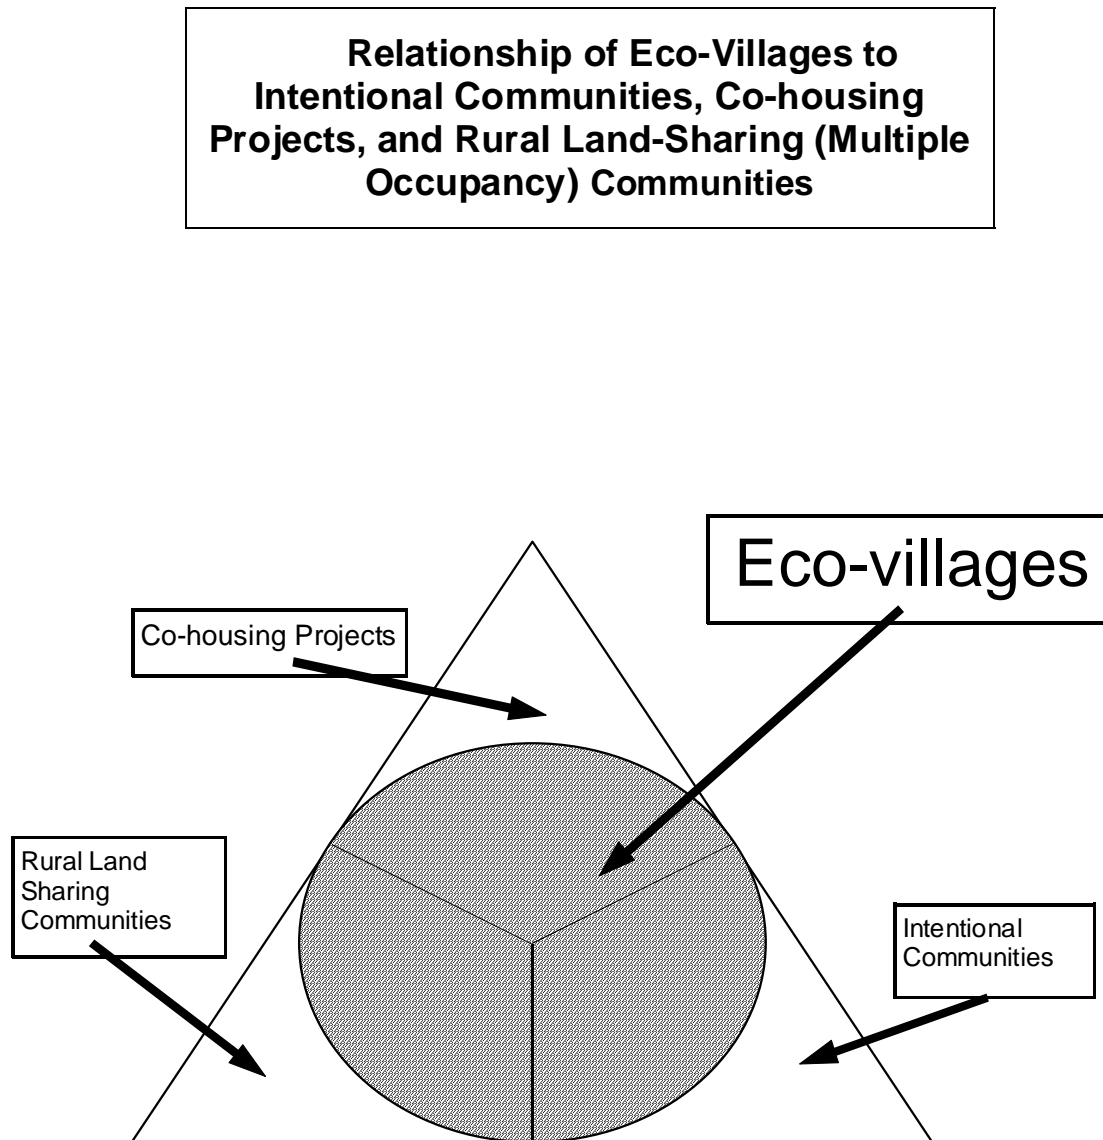 Relationship of Eco-Villages to
Intentional Communities, Co-housing
Projects, and Rural Land-Sharing (Multiple
Occupancy) Communities
Eco-villages
Co-housing Projects
Rural Land
Sharing
Communities
Intentional
Communities